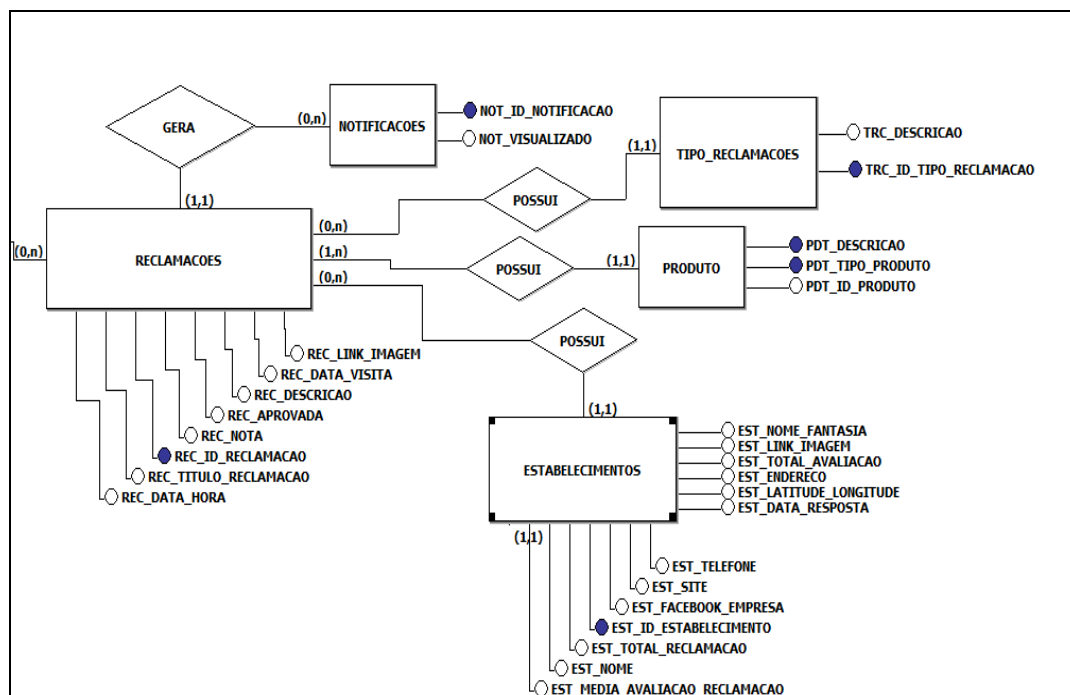 GERA
(0,n)
NOTIFICACOES
NOT_ID_NOTIFICACAO
NOT_VISUALIZADO
(1,1)
TIPO_RECLAMACOES
TRC_DESCRICAO
TRC_ID_TIPO_RECLAMACAO
(1,1)
POSSUI
(0,n)
(0,n)
RECLAMACOES
(1,n)
POSSUI
(1,1)
PRODUTO
PDT_DESCRICAO
PDT_TIPO_PRODUTO
PDT_ID_PRODUTO
(0,n)
POSSUI
REC_LINK_IMAGEM
REC_DATA_VISITA
REC_DESCRICAO
REC_APROVADA
REC_NOTA
REC_ID_RECLAMACAO
REC_TITULO_RECLAMACAO
REC_DATA_HORA
(1,1)
ESTABELECIMENTOS
EST_NOME_FANTASIA
EST_LINK_IMAGEM
EST_TOTAL_AVALIACAO
EST_ENDERECO
EST_LATITUDE_LONGITUDE
EST_DATA_RESPOSTA
(1,1)
EST_TELEFONE
EST_SITE
EST_FACEBOOK_EMPRESA
EST_ID_ESTABELECIMENTO
EST_TOTAL_RECLAMACAO
EST_NOME
EST_MEDIA_AVALIACAO_RECLAMACAO